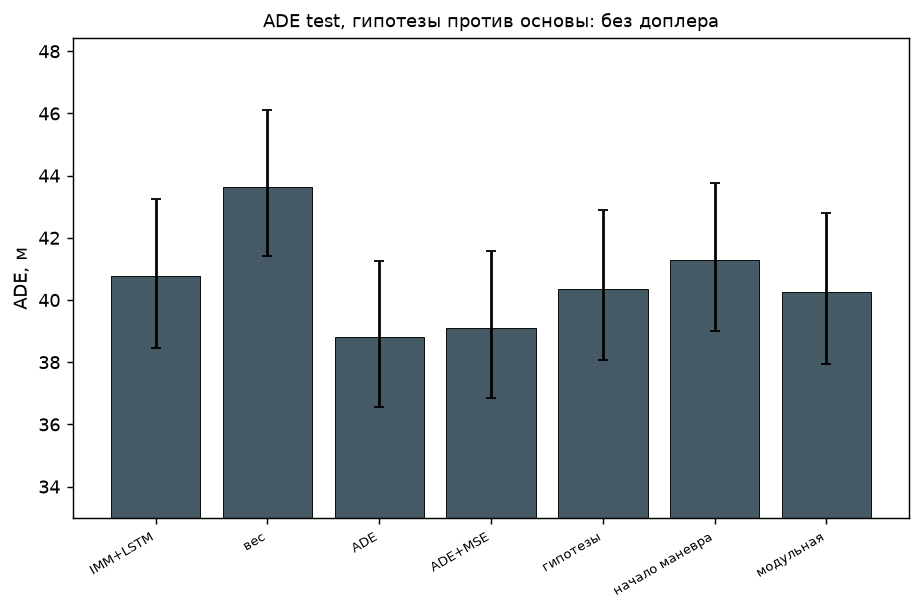 ADE test, гипотезы против основы: без доплера
48
46
44
42
40
38
36
34
ADE, м
IMM+LSTM
вес
ADE
ADE+MSE
гипотезы
начало маневра
модульная